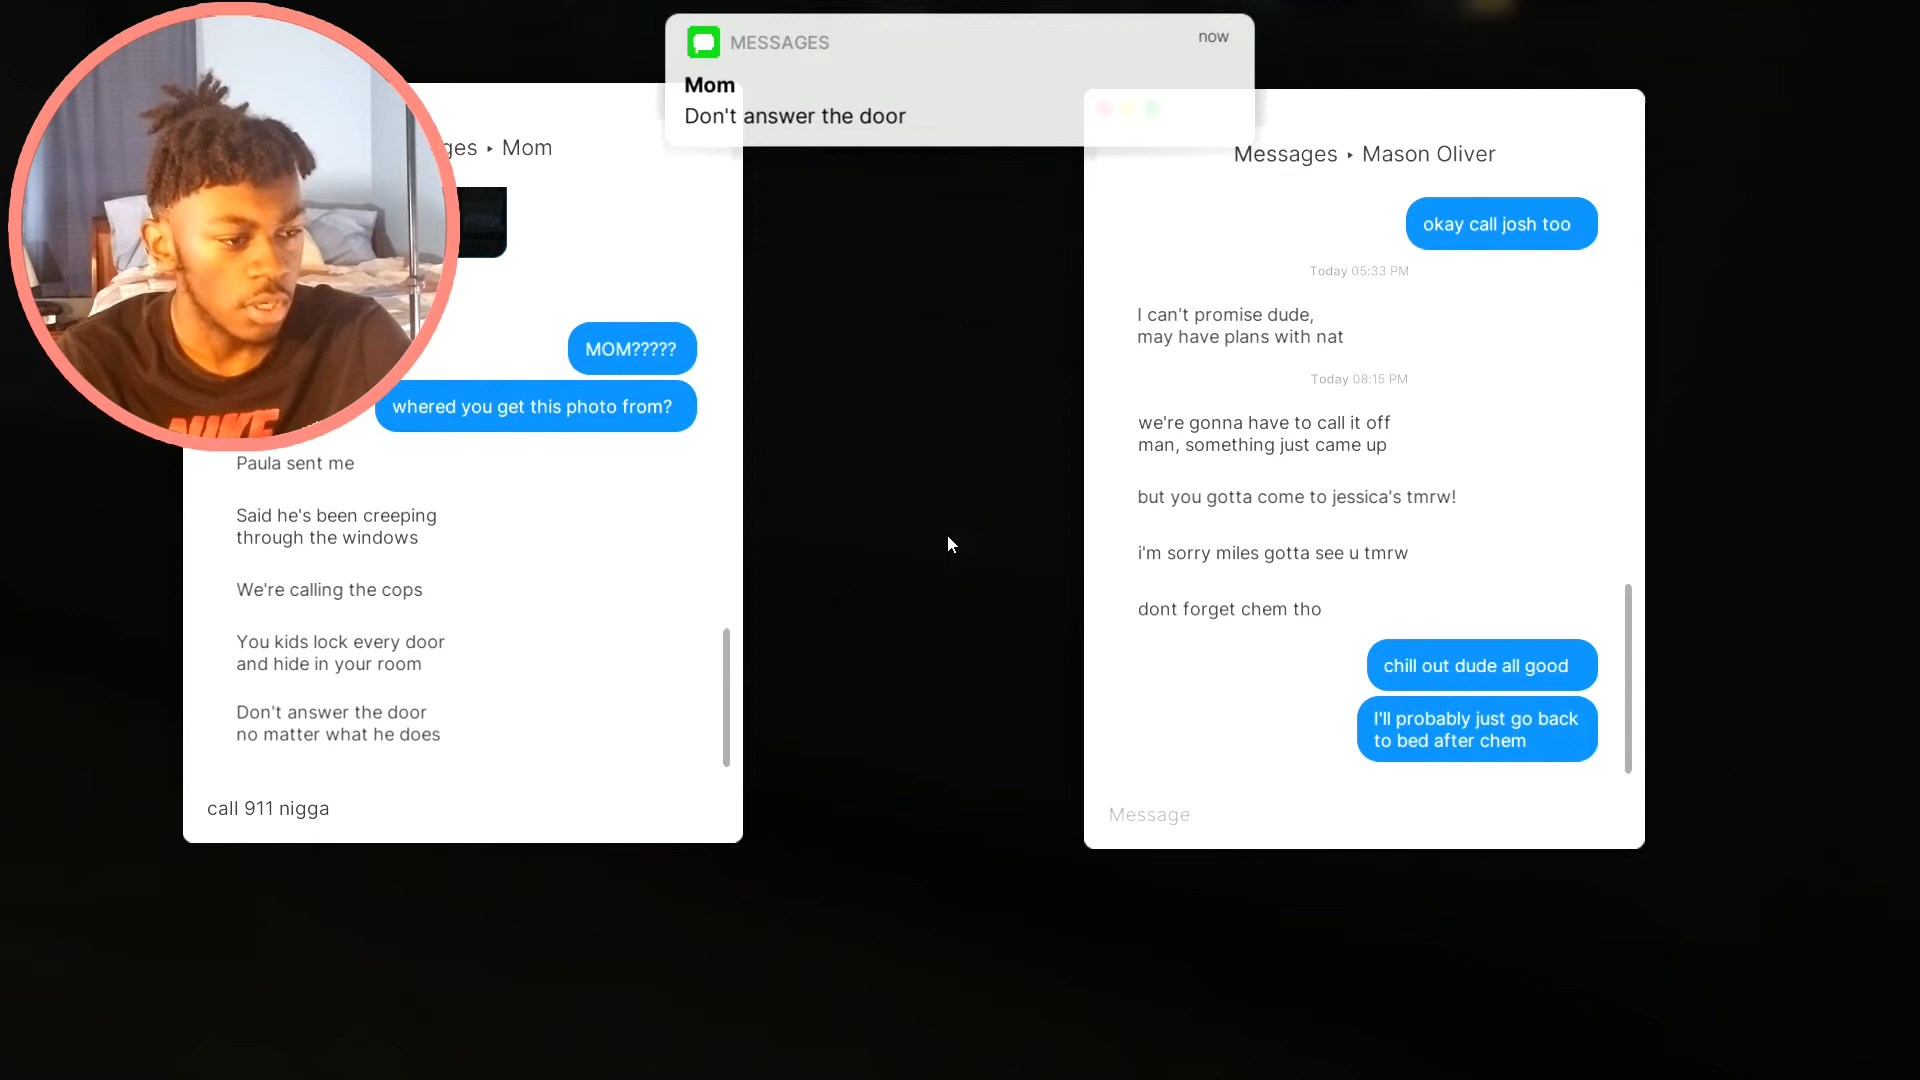 MESSAGES
now
Mom
Don't answer the door
ges ▸ Mom
MOM?????
whered you get this photo from?
Paula sent me
Said he's been creeping
through the windows
We're calling the cops
You kids lock every door
and hide in your room
Don't answer the door
no matter what he does
call 911 nigga
Messages ▸ Mason Oliver
okay call josh too
Today 05:33 PM
I can't promise dude,
may have plans with nat
Today 08:15 PM
we're gonna have to call it off
man, something just came up
but you gotta come to jessica's tmrw!
i'm sorry miles gotta see u tmrw
dont forget chem tho
chill out dude all good
I'll probably just go back
to bed after chem
Message